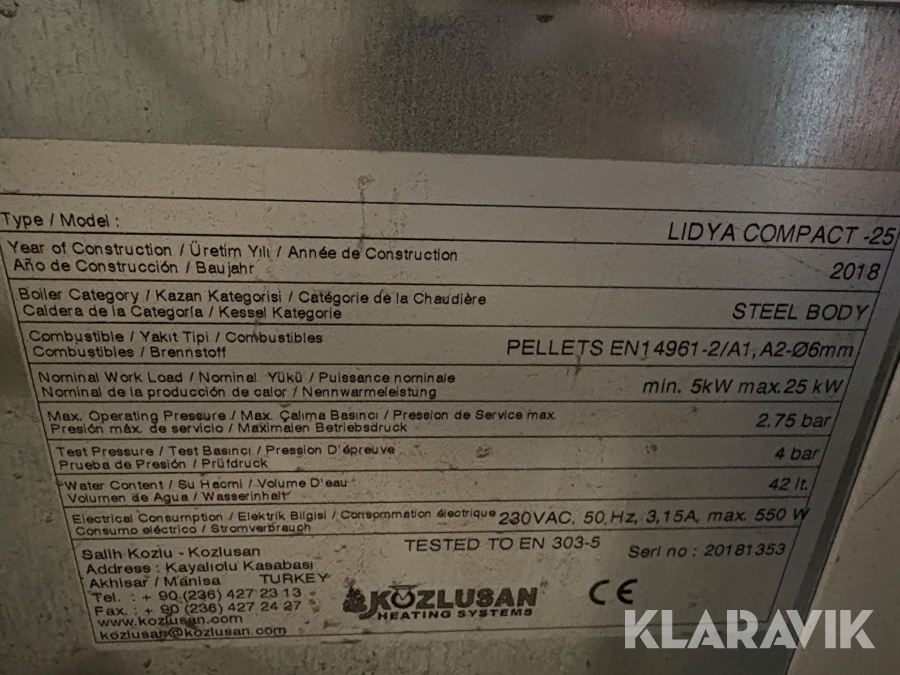 Type / Model : LIDYA COMPACT -25
Year of Construction / Üretim Yılı / Année de Construction
Año de Construcción / Baujahr 2018
Boiler Category / Kazan Kategorisi / Catégorie de la Chaudière
Caldera de la Categoría / Kessel Kategorie STEEL BODY
Combustible / Yakıt Tipi / Combustibles
Combustibles / Brennstoff PELLETS EN14961-2/A1, A2-Ø6mm
Nominal Work Load / Nominal Yükü / Puissance nominale
Nominal de la producción de calor / Nennwarmeleistung min. 5kW max.25 kW
Max. Operating Pressure / Max. Çalıma Basıncı / Pression de Service max.
Presión máx. de servicio / Maximalen Betriebsdruck 2.75 bar
Test Pressure / Test Basıncı / Pression D'épreuve
Prueba de Presión / Prüfdruck 4 bar
Water Content / Su Hacmi / Volume D'eau
Volumen de Agua / Wasserinhalt 42 lt.
Electrical Consumption / Elektrik Bilgisi / Consommation électrique
Consumo eléctrico / Stromverbrauch 230VAC, 50 Hz, 3,15A, max. 550 W
Salih Kozlu - Kozlusan TESTED TO EN 303-5 Seri no : 20181353
Address : Kayalıolu Kasabası
Akhisar / Manisa TURKEY
Tel. : + 90 (236) 427 23 13
Fax. : + 90 (236) 427 24 27
www.kozlusan.com
kozlusan@kozlusan.com
KOZLUSAN
HEATING SYSTEMS
CE
KLARAVIK